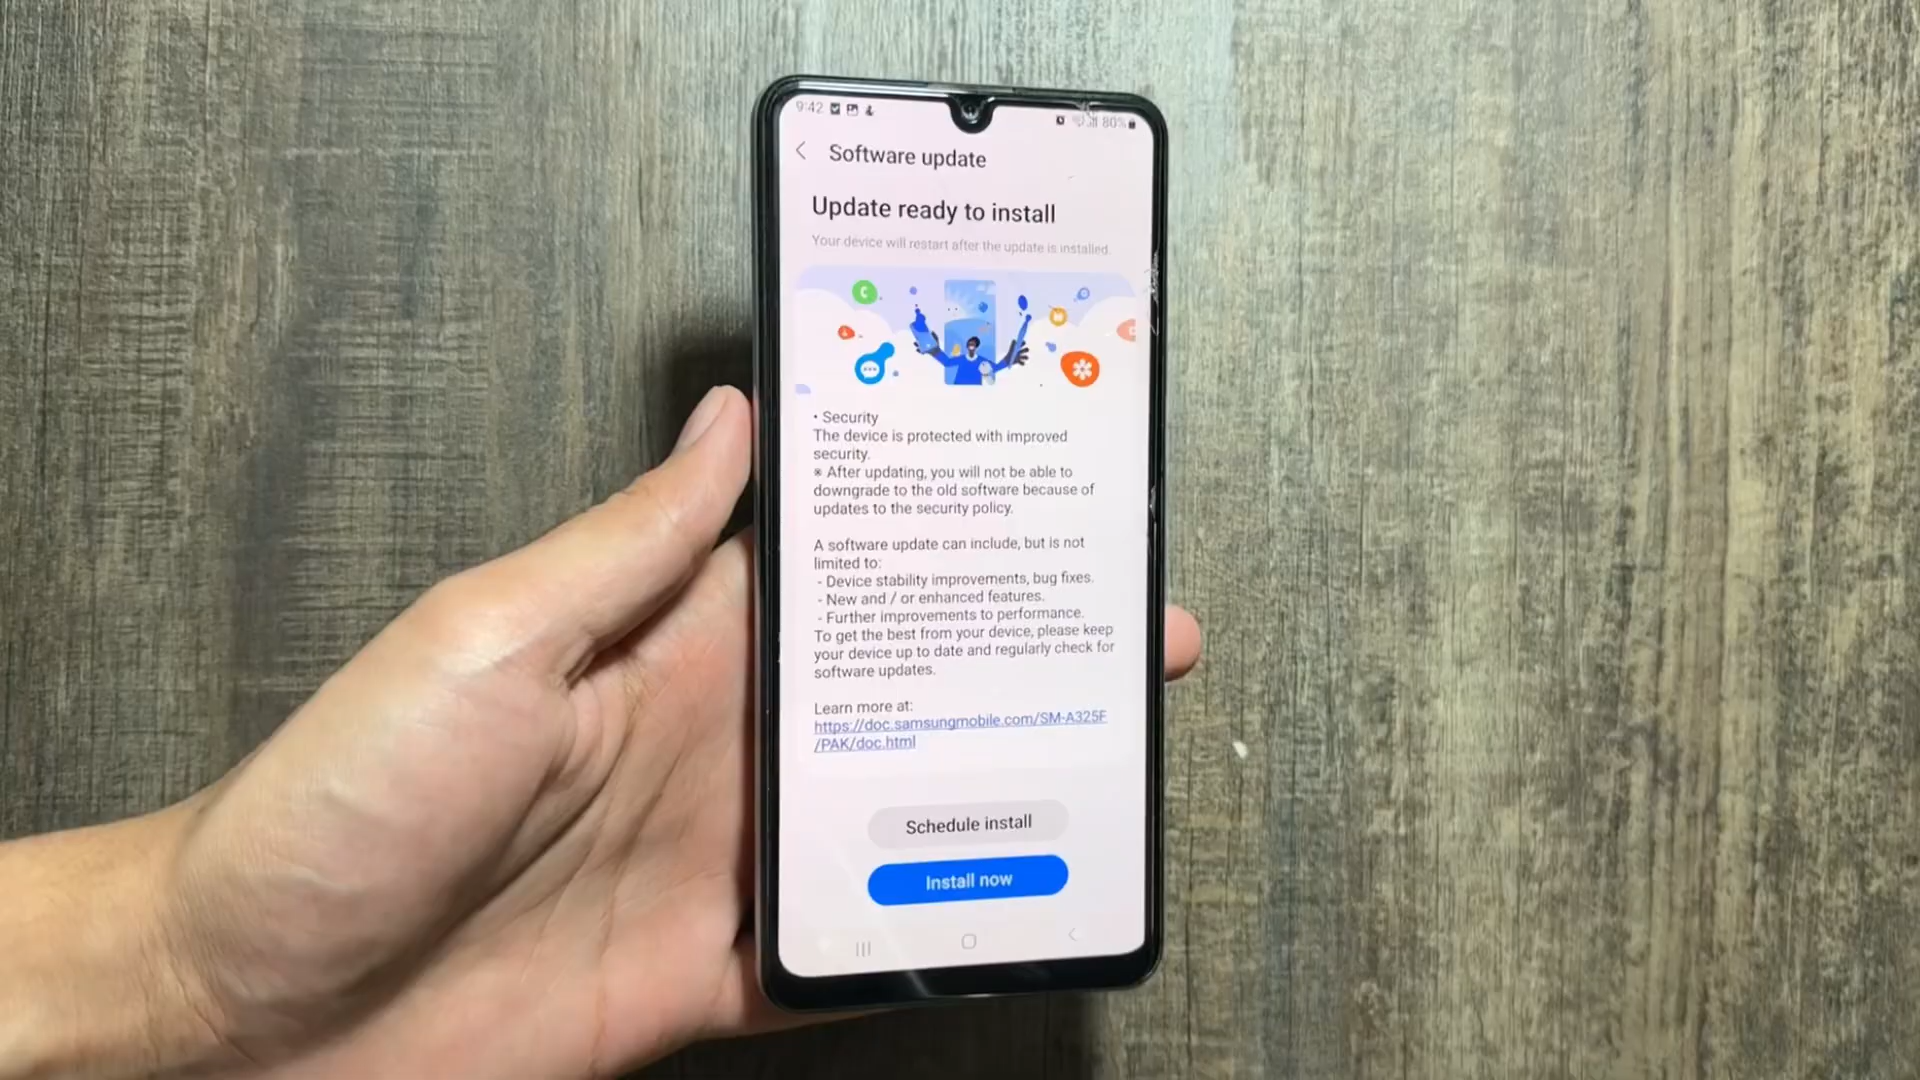 9:42
80%
Software update
Update ready to install
Your device will restart after the update is installed.
• Security
The device is protected with improved
security.
※ After updating, you will not be able to
downgrade to the old software because of
updates to the security policy.
A software update can include, but is not
limited to:
- Device stability improvements, bug fixes.
- New and / or enhanced features.
- Further improvements to performance.
To get the best from your device, please keep
your device up to date and regularly check for
software updates.
Learn more at:
https://doc.samsungmobile.com/SM-A325F
/PAK/doc.html
Schedule install
Install now